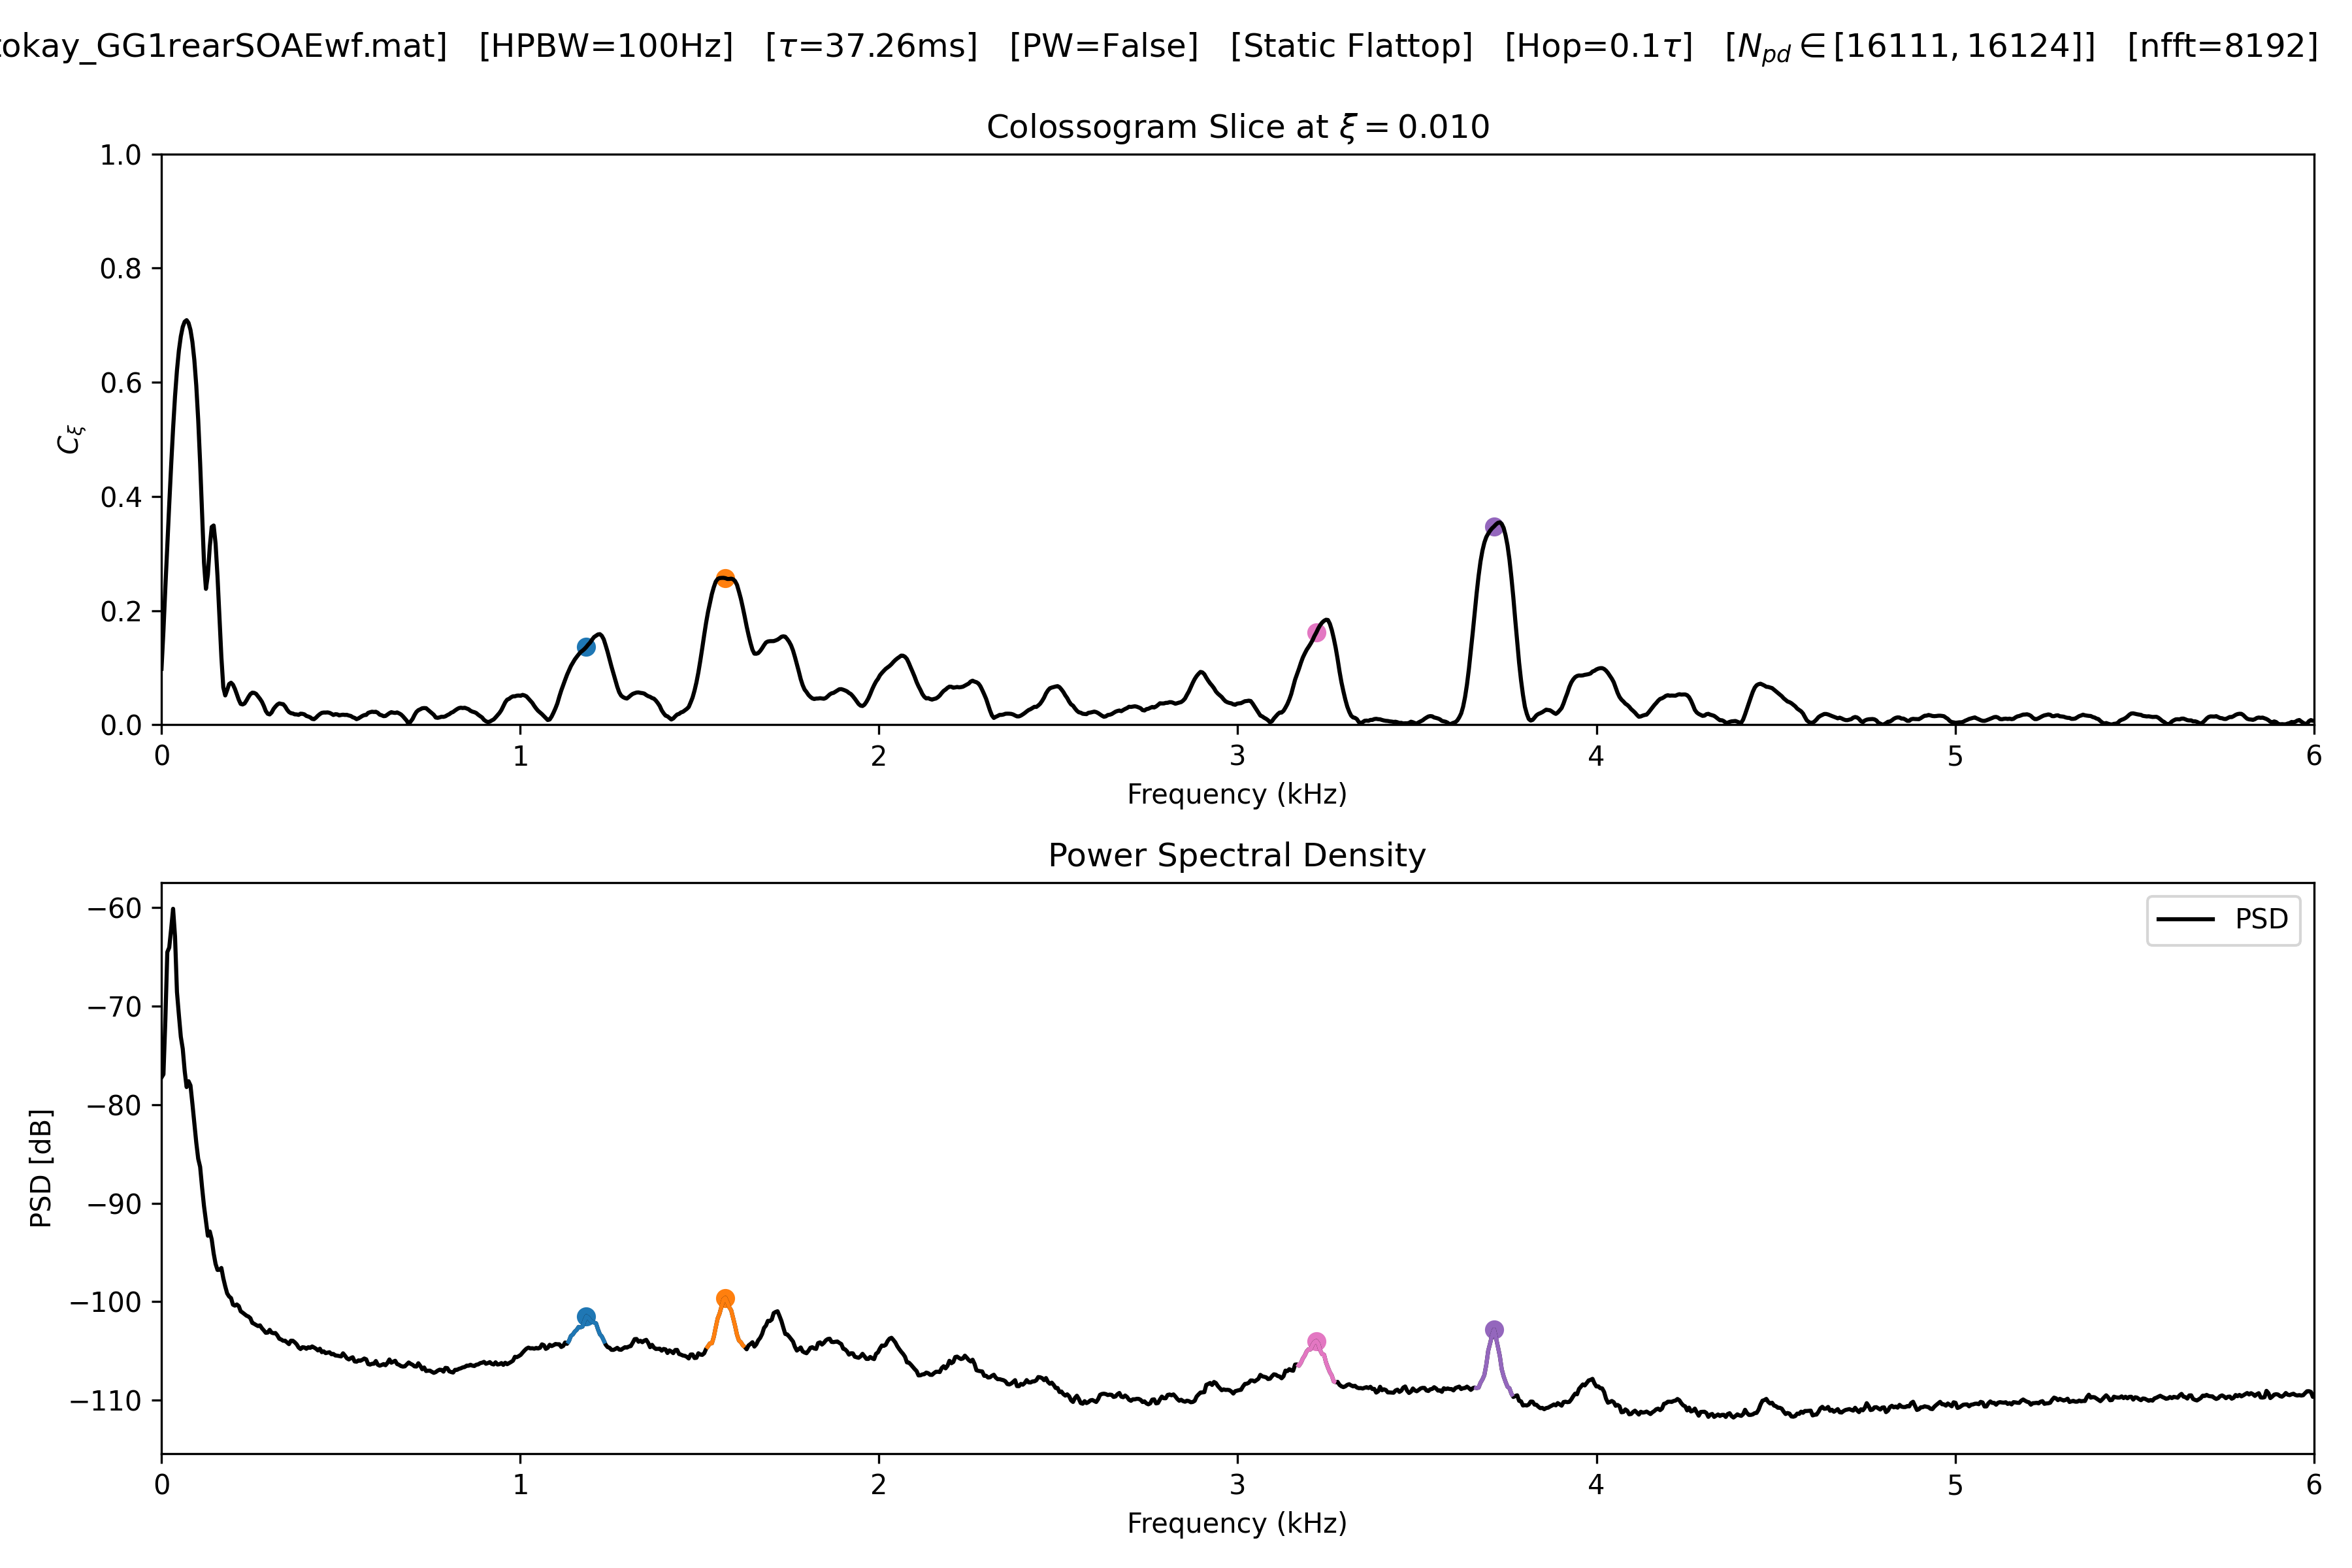 okay_GG1rearSOAEwf.mat] [HPBW=100Hz] [τ=37.26ms] [PW=False] [Static Flattop] [Hop=0.1τ] [N_pd ∈ [16111, 16124]] [nfft=8192]
Colossogram Slice at ξ = 0.010
1.0
0.8
0.6
0.4
0.2
0.0
C_ξ
0 1 2 3 4 5 6
Frequency (kHz)
Power Spectral Density
PSD
−60
−70
−80
−90
−100
−110
PSD [dB]
0 1 2 3 4 5 6
Frequency (kHz)